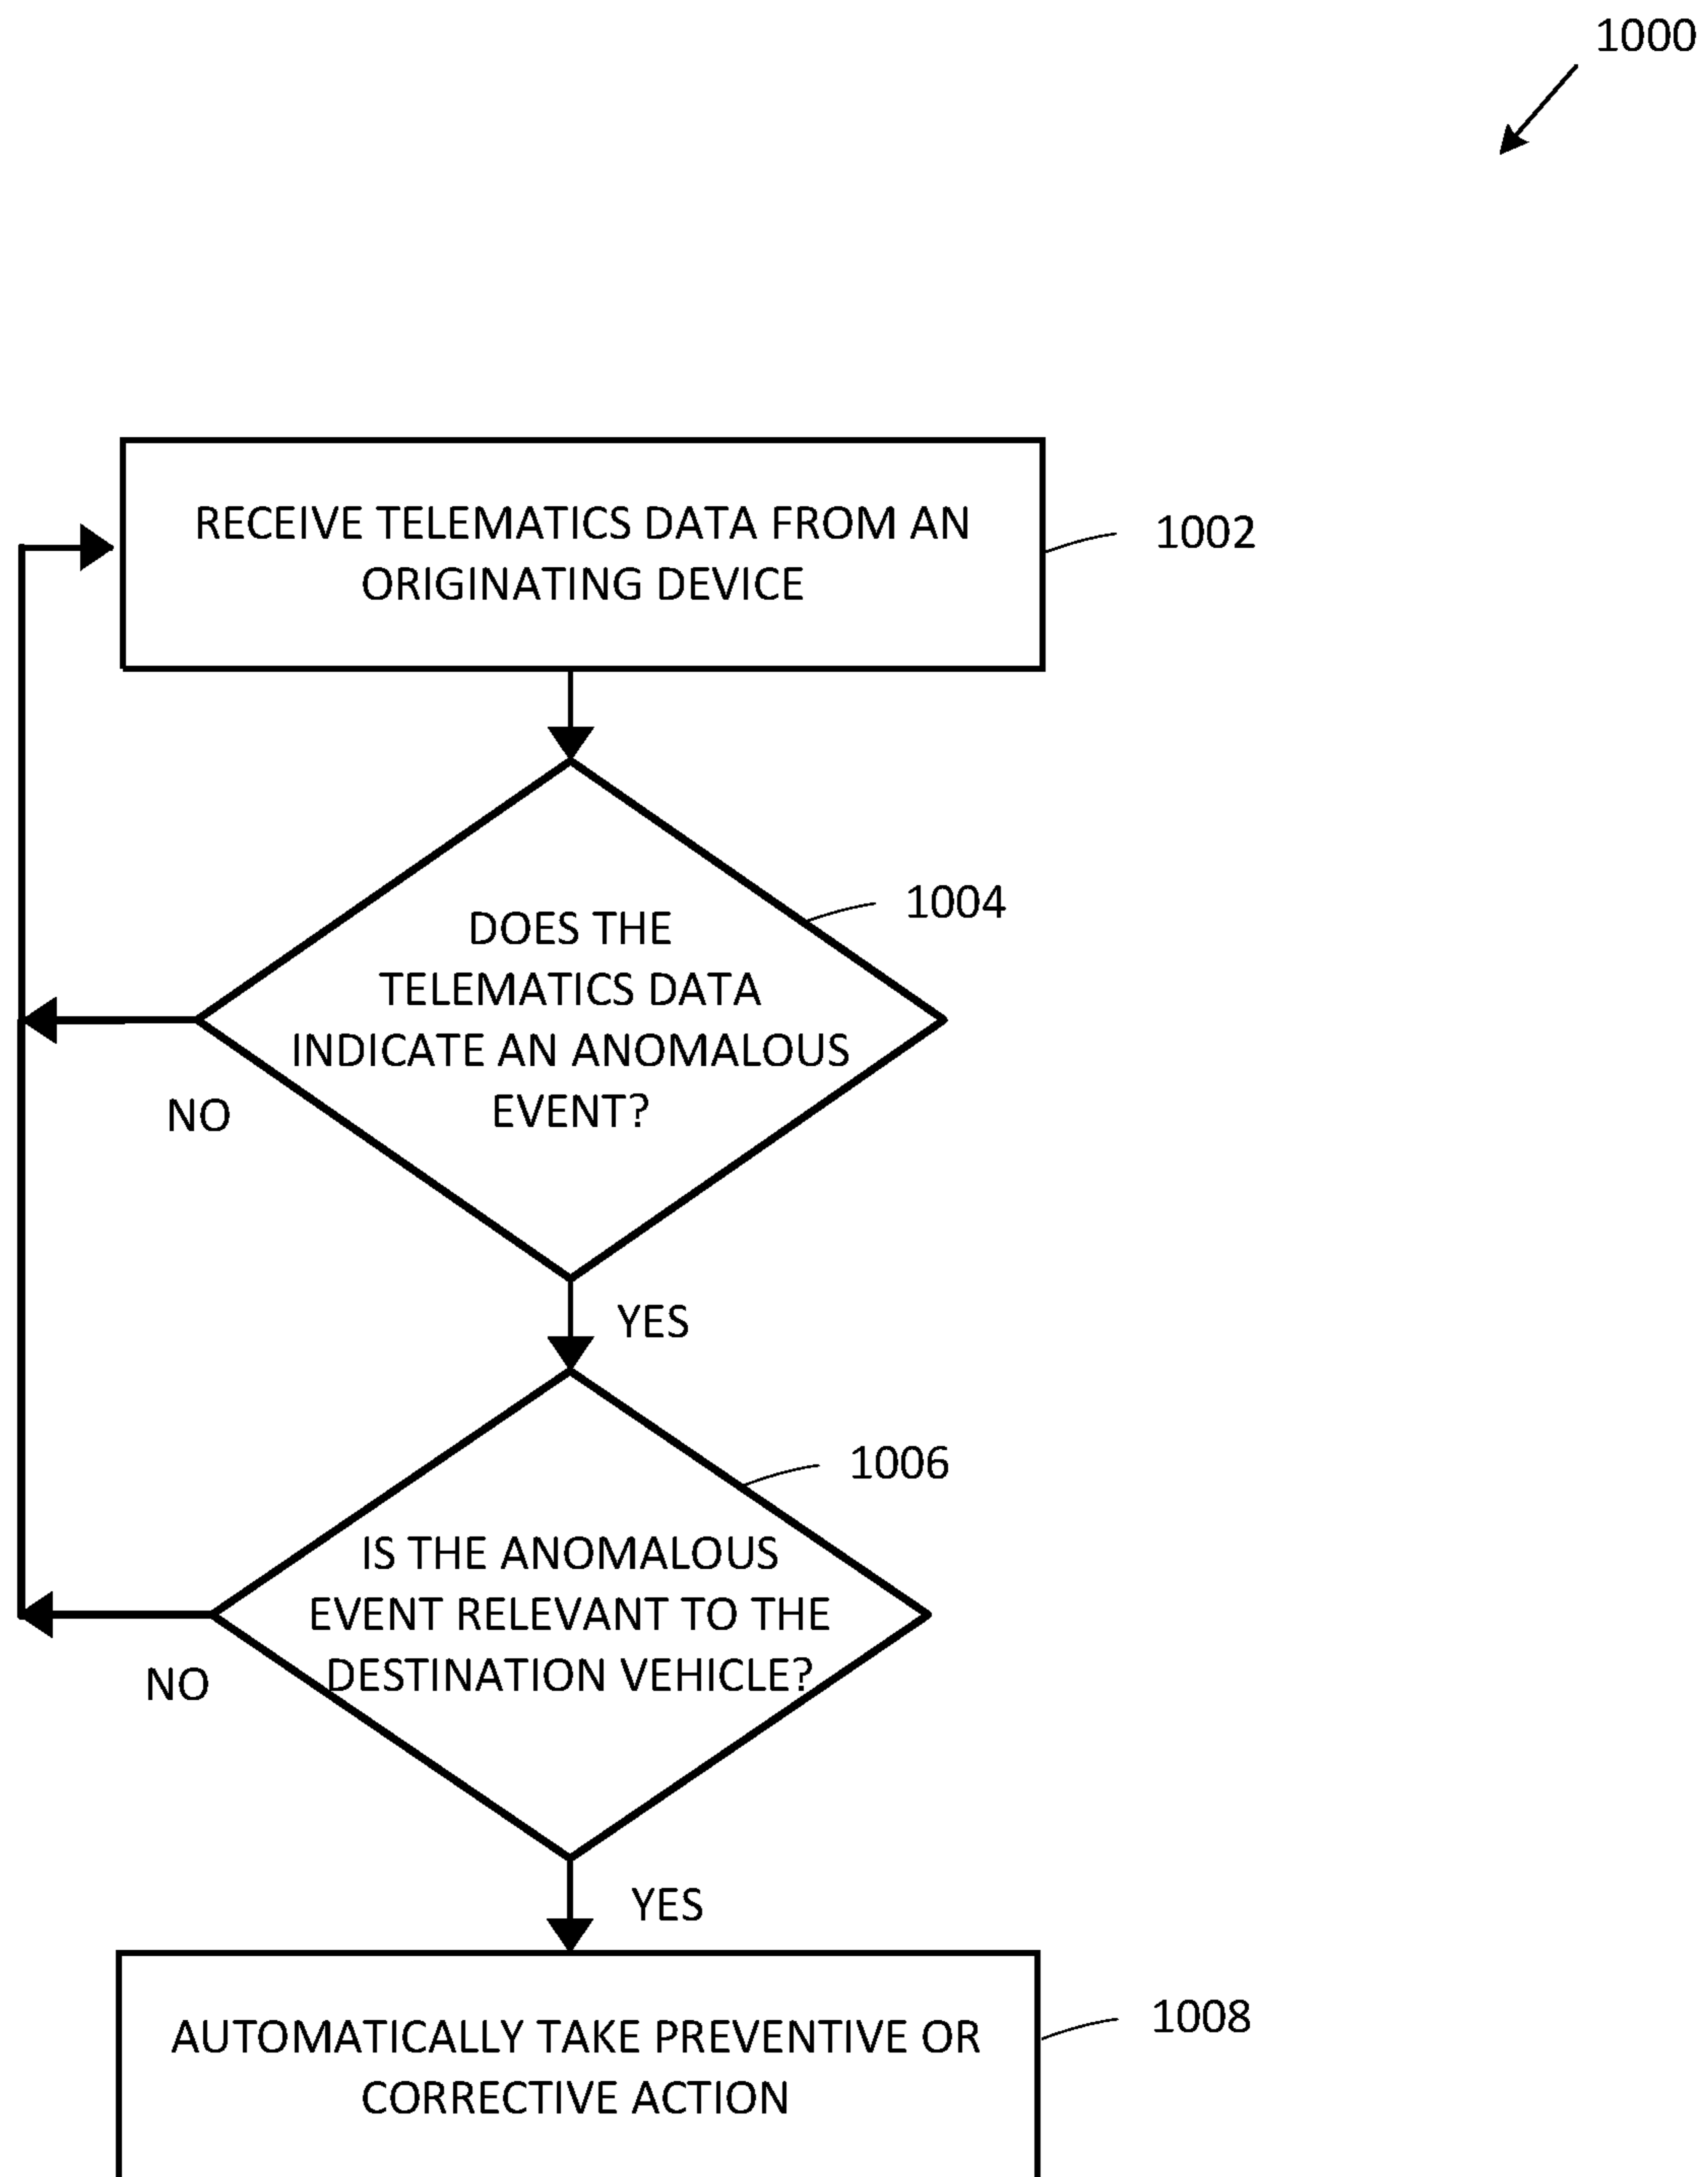 1000
RECEIVE TELEMATICS DATA FROM AN
ORIGINATING DEVICE
1002
DOES THE
TELEMATICS DATA
INDICATE AN ANOMALOUS
EVENT?
1004
NO
YES
IS THE ANOMALOUS
EVENT RELEVANT TO THE
DESTINATION VEHICLE?
1006
NO
YES
AUTOMATICALLY TAKE PREVENTIVE OR
CORRECTIVE ACTION
1008